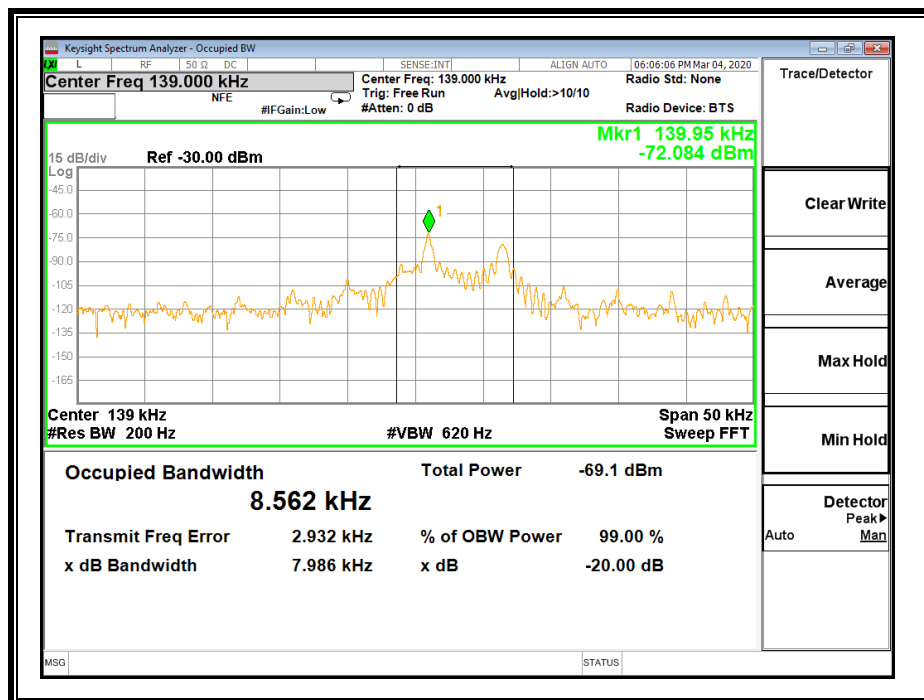 Keysight Spectrum Analyzer - Occupied BW
LXI L RF 50 Ω DC SENSE:INT ALIGN AUTO 06:06:06 PM Mar 04, 2020
Center Freq 139.000 kHz Center Freq: 139.000 kHz Radio Std: None
NFE Trig: Free Run Avg|Hold:>10/10
#IFGain:Low #Atten: 0 dB Radio Device: BTS
Trace/Detector
Mkr1 139.95 kHz
-72.084 dBm
15 dB/div Ref -30.00 dBm
Log
-45.0
-60.0
1
-75.0
-90.0
-105
-120
-135
-150
-165
Center 139 kHz Span 50 kHz
#Res BW 200 Hz #VBW 620 Hz Sweep FFT
Clear Write
Average
Max Hold
Min Hold
Detector
Peak▶
Auto Man
Occupied Bandwidth Total Power -69.1 dBm
8.562 kHz
Transmit Freq Error 2.932 kHz % of OBW Power 99.00 %
x dB Bandwidth 7.986 kHz x dB -20.00 dB
MSG STATUS